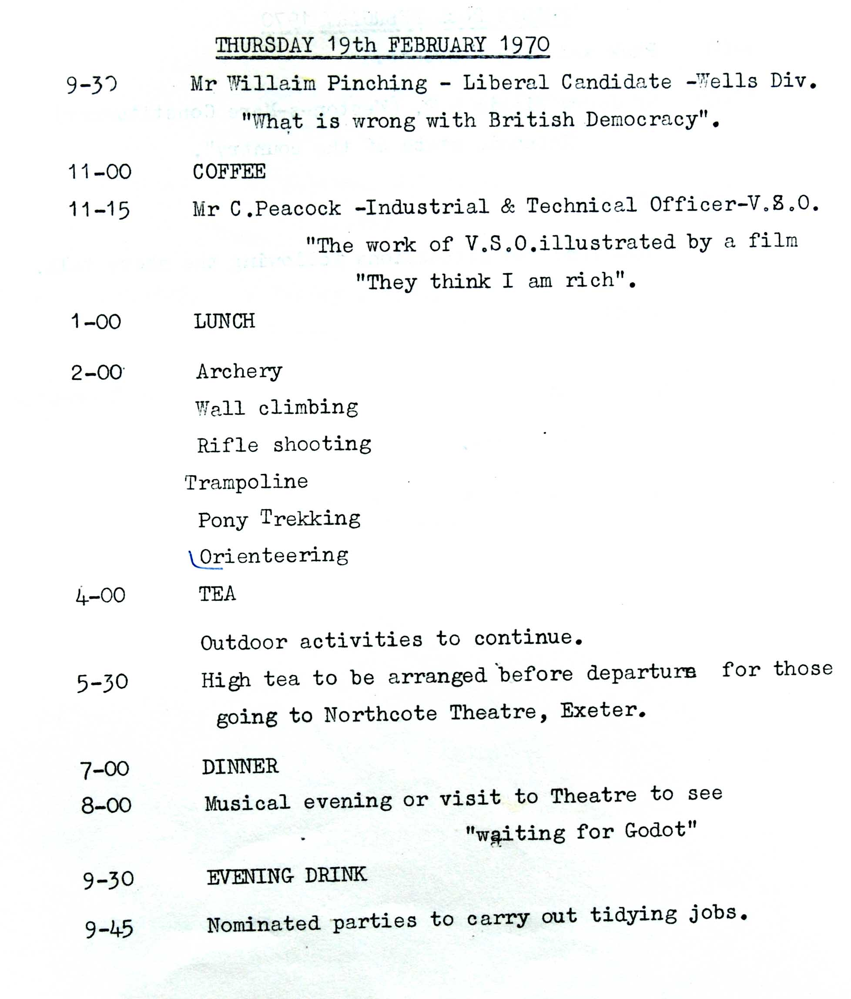 THURSDAY 19th FEBRUARY 1970
9-30 Mr Willaim Pinching - Liberal Candidate -Wells Div.
"What is wrong with British Democracy".
11-00 COFFEE
11-15 Mr C.Peacock -Industrial & Technical Officer-V.S.O.
"The work of V.S.O.illustrated by a film
"They think I am rich".
1-00 LUNCH
2-00 Archery
Wall climbing
Rifle shooting
Trampoline
Pony Trekking
Orienteering
4-00 TEA
Outdoor activities to continue.
5-30 High tea to be arranged before departure for those
going to Northcote Theatre, Exeter.
7-00 DINNER
8-00 Musical evening or visit to Theatre to see
"waiting for Godot"
9-30 EVENING DRINK
9-45 Nominated parties to carry out tidying jobs.